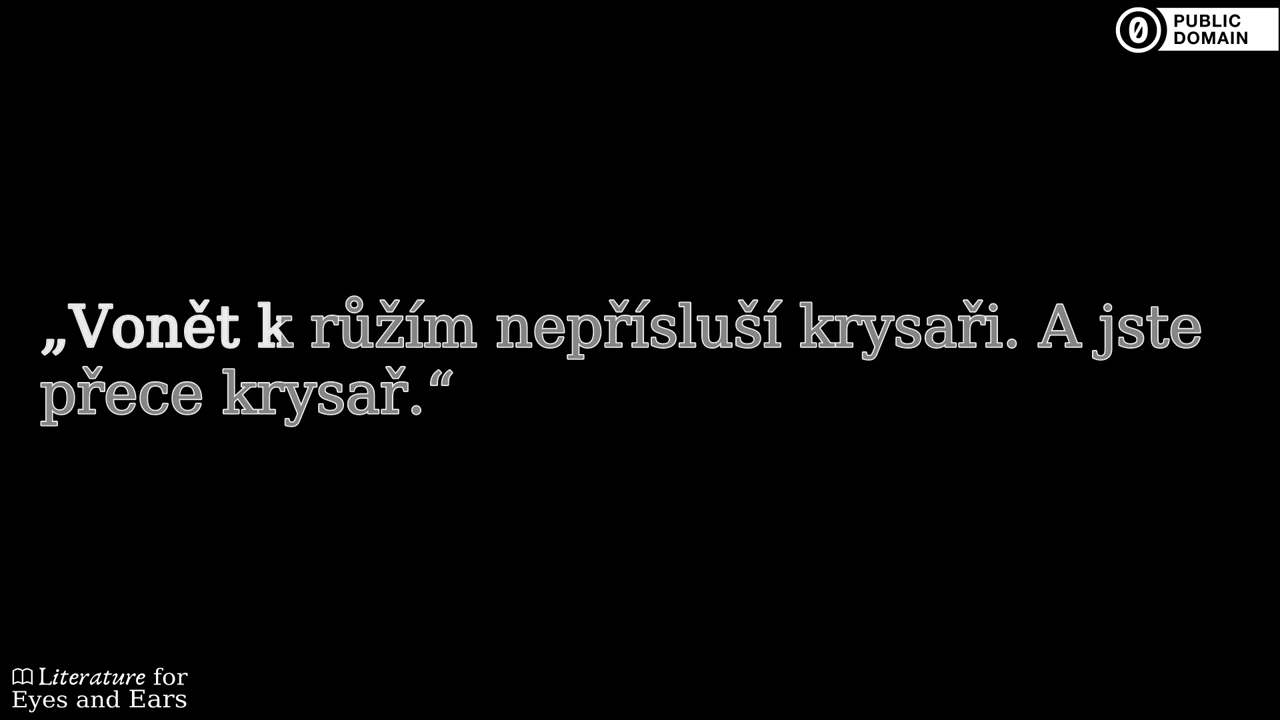 PUBLIC
DOMAIN
„Vonět k růžím nepřísluší krysaři. A jste
přece krysař.“
Literature for
Eyes and Ears